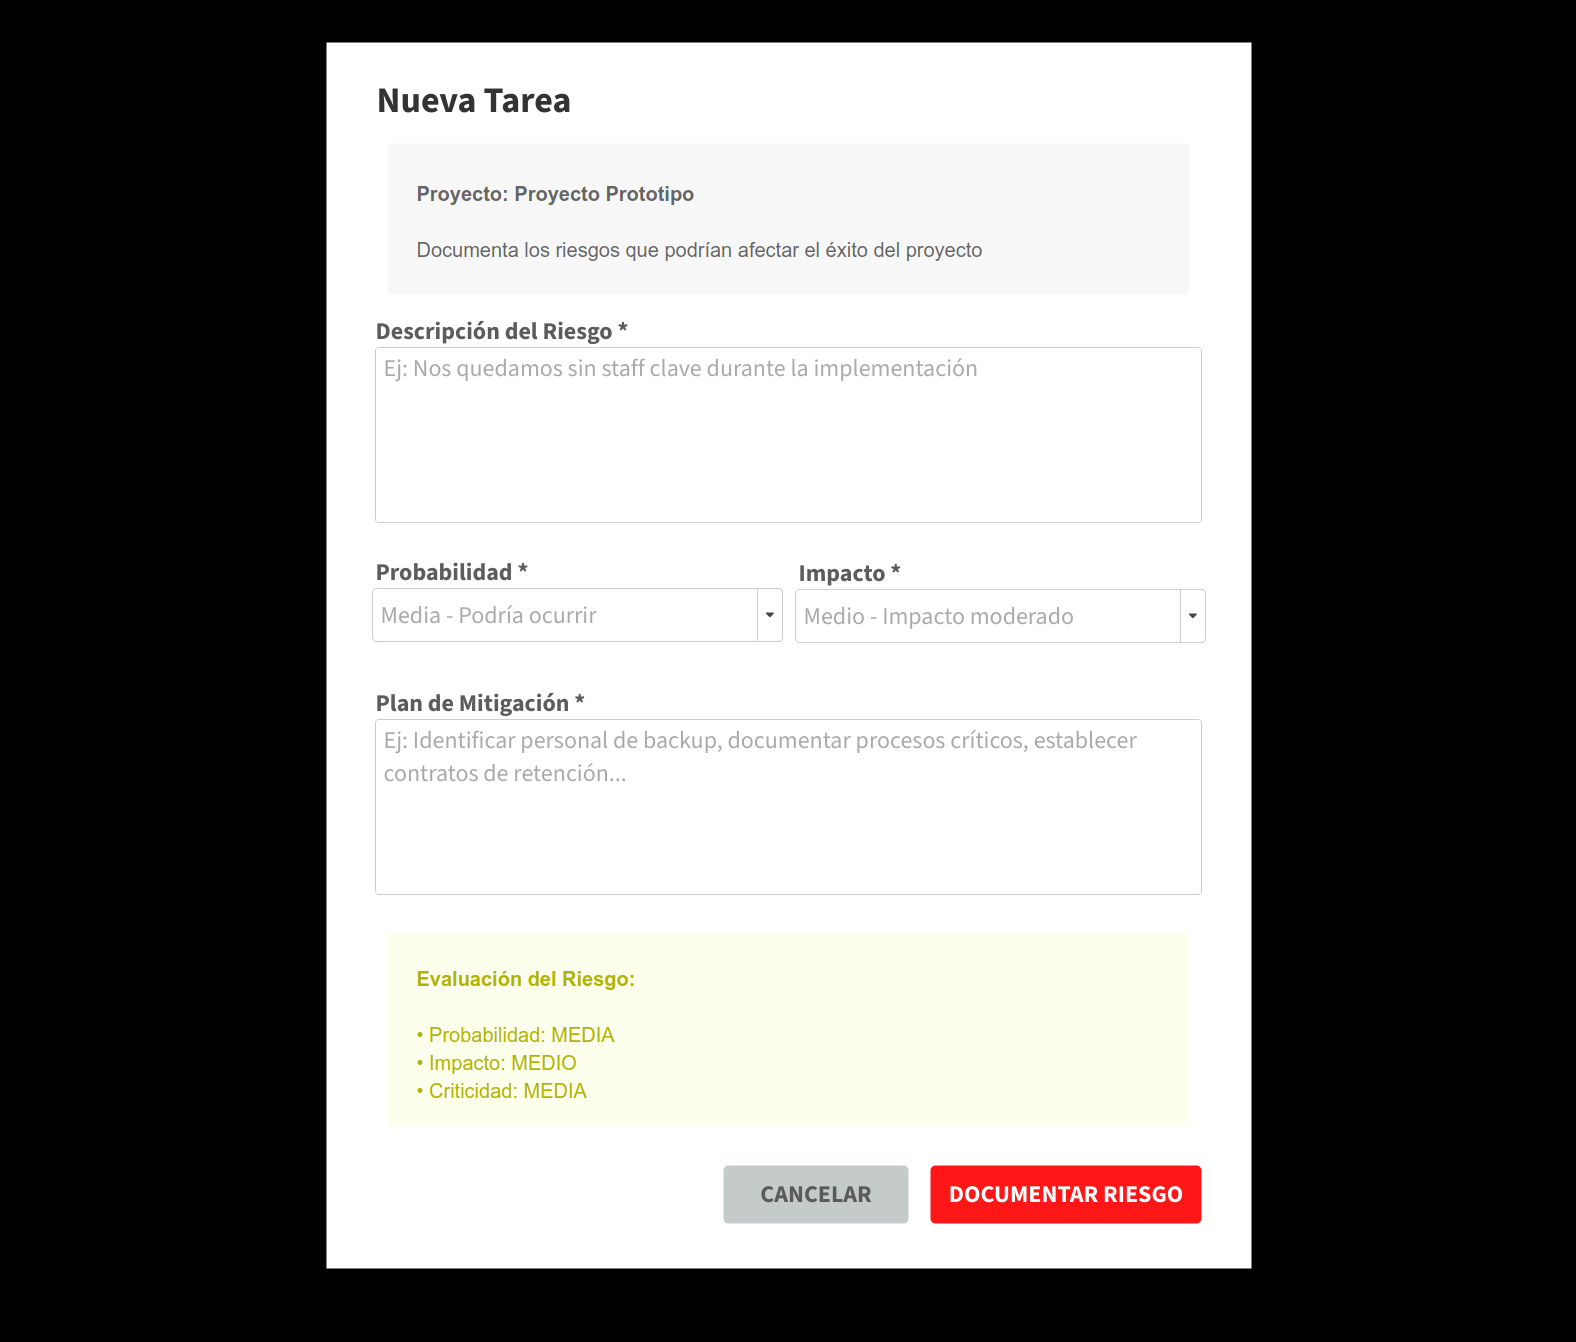 Nueva Tarea
Proyecto: Proyecto Prototipo
Documenta los riesgos que podrían afectar el éxito del proyecto
Descripción del Riesgo *
Ej: Nos quedamos sin staff clave durante la implementación
Probabilidad *
Media - Podría ocurrir
Impacto *
Medio - Impacto moderado
Plan de Mitigación *
Ej: Identificar personal de backup, documentar procesos críticos, establecer
contratos de retención...
Evaluación del Riesgo:
• Probabilidad: MEDIA
• Impacto: MEDIO
• Criticidad: MEDIA
CANCELAR
DOCUMENTAR RIESGO